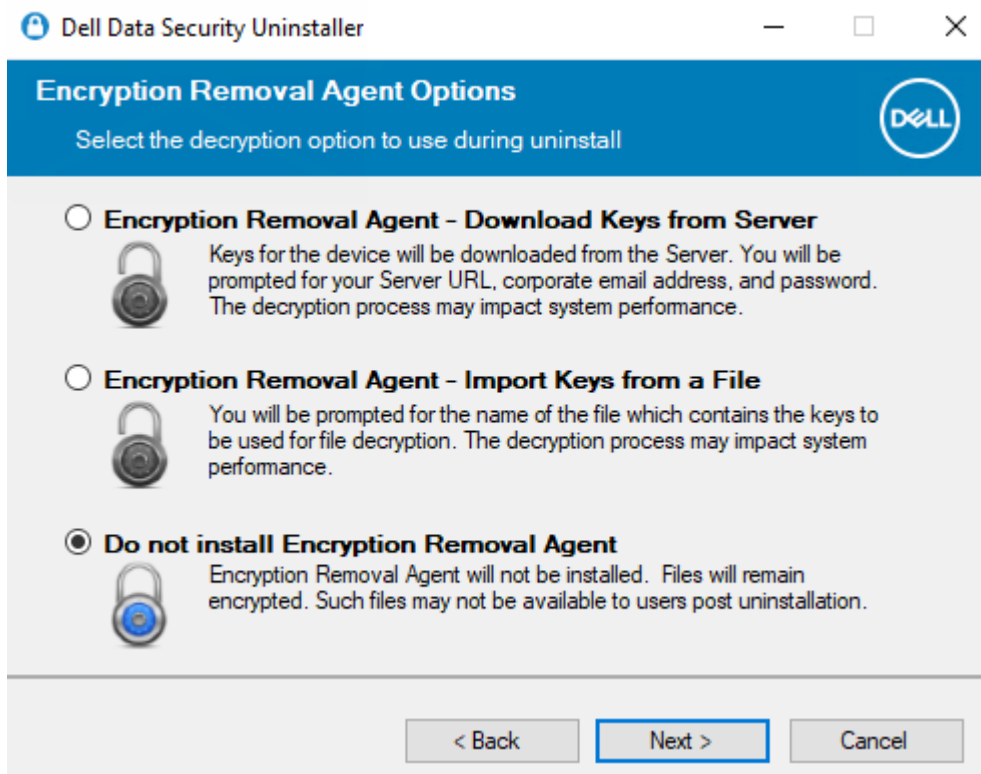 Dell Data Security Uninstaller
Encryption Removal Agent Options
Select the decryption option to use during uninstall
DELL
Encryption Removal Agent - Download Keys from Server
Keys for the device will be downloaded from the Server. You will be
prompted for your Server URL, corporate email address, and password.
The decryption process may impact system performance.
Encryption Removal Agent - Import Keys from a File
You will be prompted for the name of the file which contains the keys to
be used for file decryption. The decryption process may impact system
performance.
Do not install Encryption Removal Agent
Encryption Removal Agent will not be installed.  Files will remain
encrypted. Such files may not be available to users post uninstallation.
< Back
Next >
Cancel